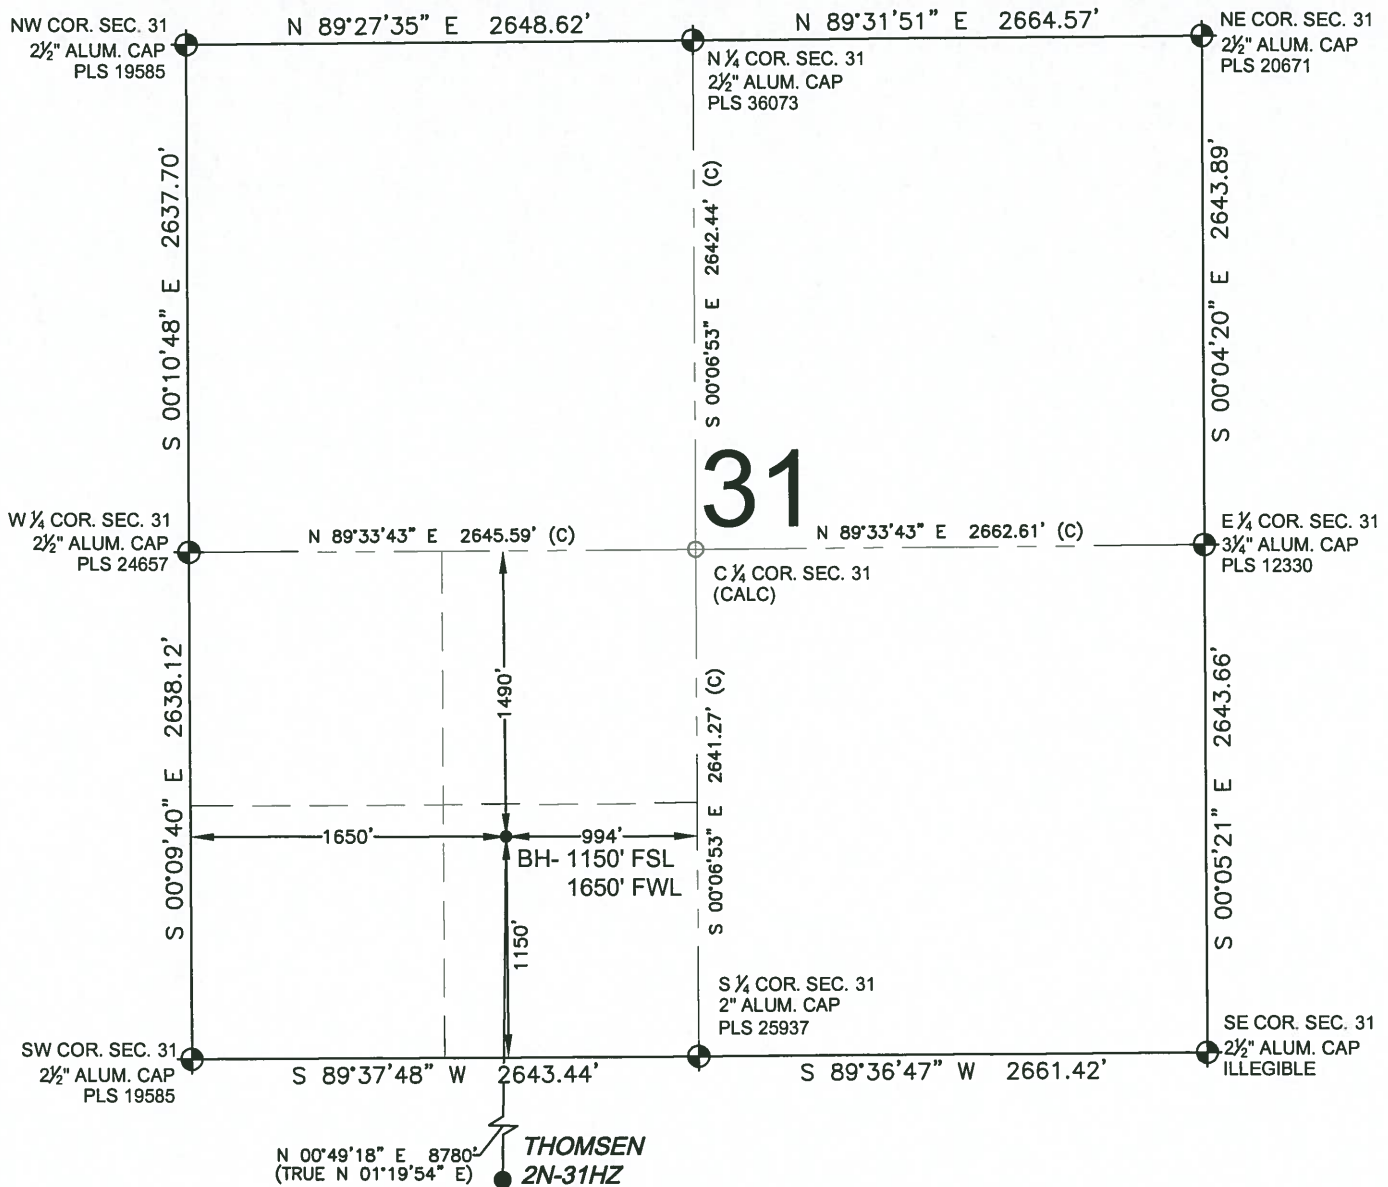 NW COR. SEC. 31
2½" ALUM. CAP
PLS 19585
N 89°27'35" E 2648.62'
N ¼ COR. SEC. 31
2½" ALUM. CAP
PLS 36073
N 89°31'51" E 2664.57'
NE COR. SEC. 31
2½" ALUM. CAP
PLS 20671
S 00°10'48" E 2637.70'
S 00°06'53" E 2642.44' (C)
S 00°04'20" E 2643.89'
31
W ¼ COR. SEC. 31
2½" ALUM. CAP
PLS 24657
N 89°33'43" E 2645.59' (C)
C ¼ COR. SEC. 31
(CALC)
N 89°33'43" E 2662.61' (C)
E ¼ COR. SEC. 31
3¼" ALUM. CAP
PLS 12330
S 00°09'40" E 2638.12'
1490'
1650'
994'
BH- 1150' FSL
1650' FWL
1150'
S 00°06'53" E 2641.27' (C)
S 00°05'21" E 2643.66'
SW COR. SEC. 31
2½" ALUM. CAP
PLS 19585
S 89°37'48" W 2643.44'
S ¼ COR. SEC. 31
2" ALUM. CAP
PLS 25937
S 89°36'47" W 2661.42'
SE COR. SEC. 31
2½" ALUM. CAP
ILLEGIBLE
N 00°49'18" E 8780'
(TRUE N 01°19'54" E)
THOMSEN
2N-31HZ